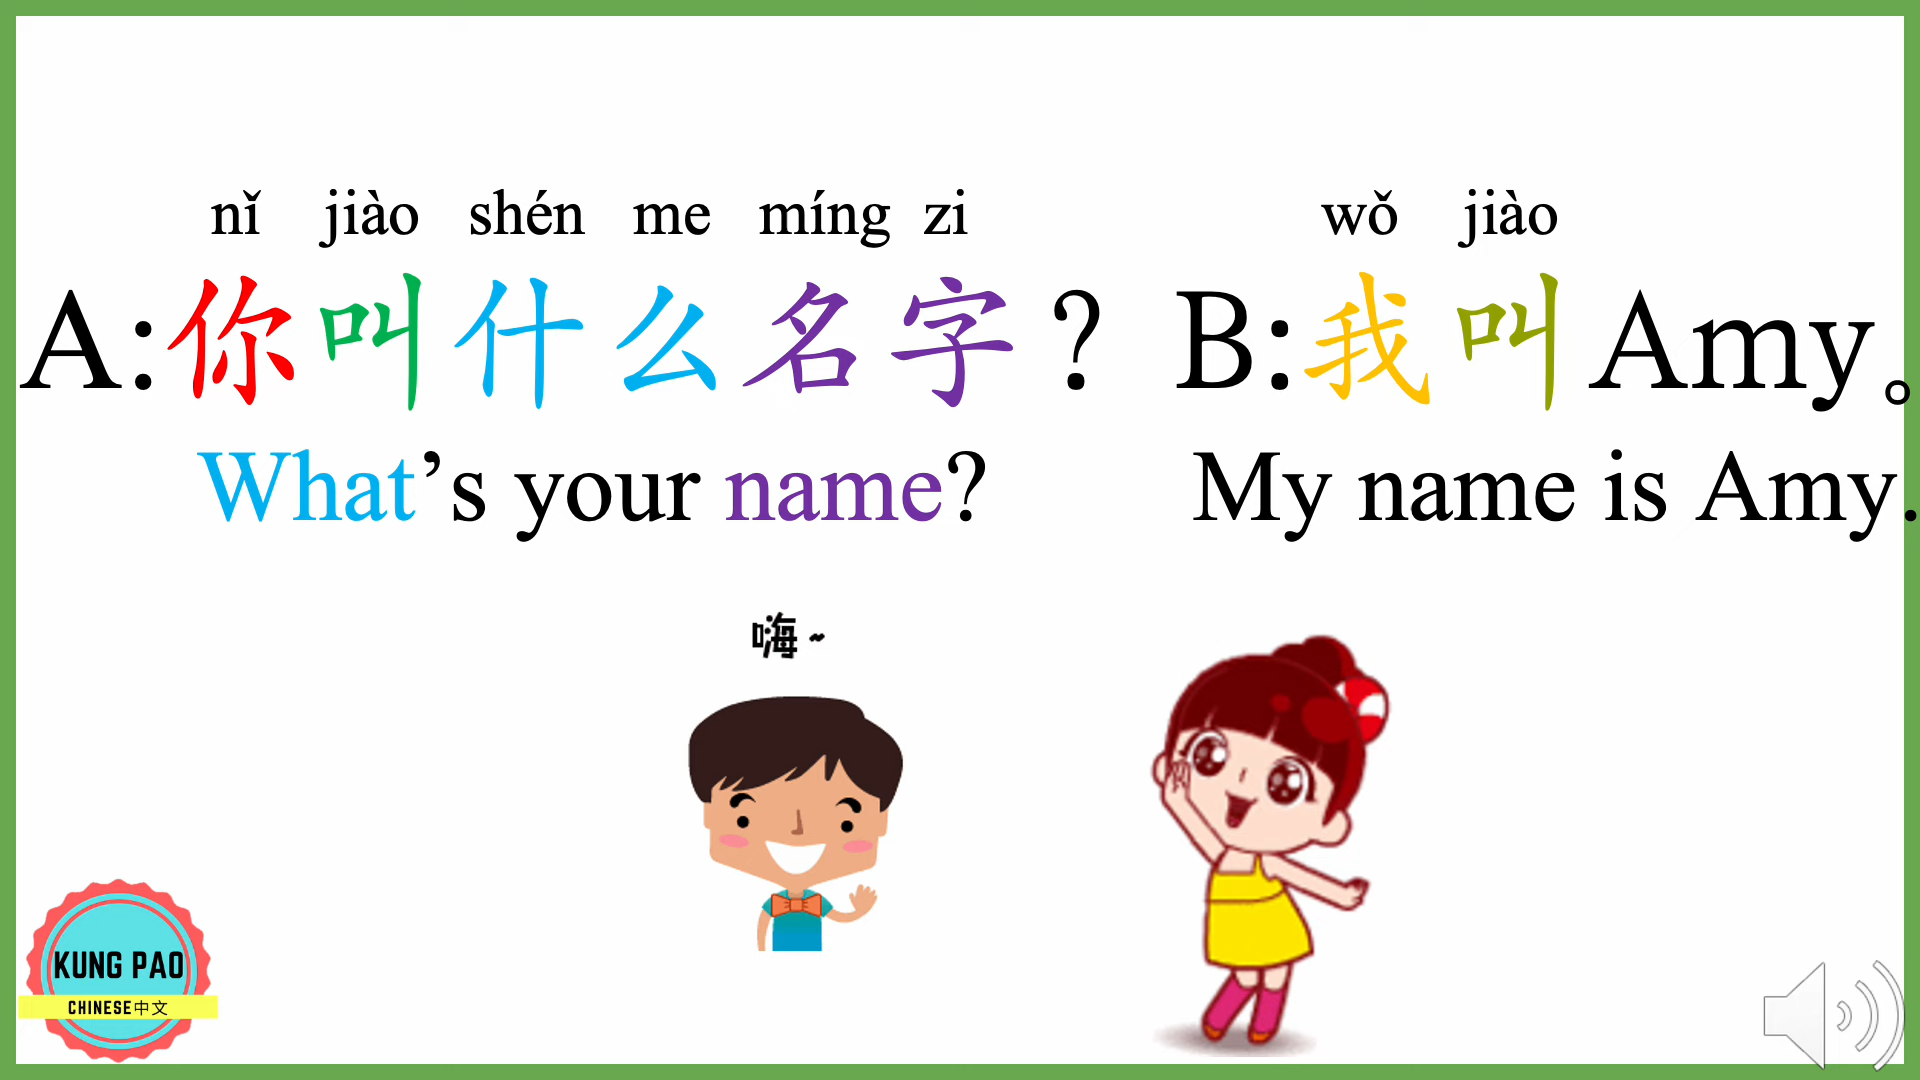 nǐ jiào shén me míng zi wǒ jiào
A:你叫什么名字？ B:我叫Amy。
What’s your name? My name is Amy.
嗨~
KUNG PAO
CHINESE中文